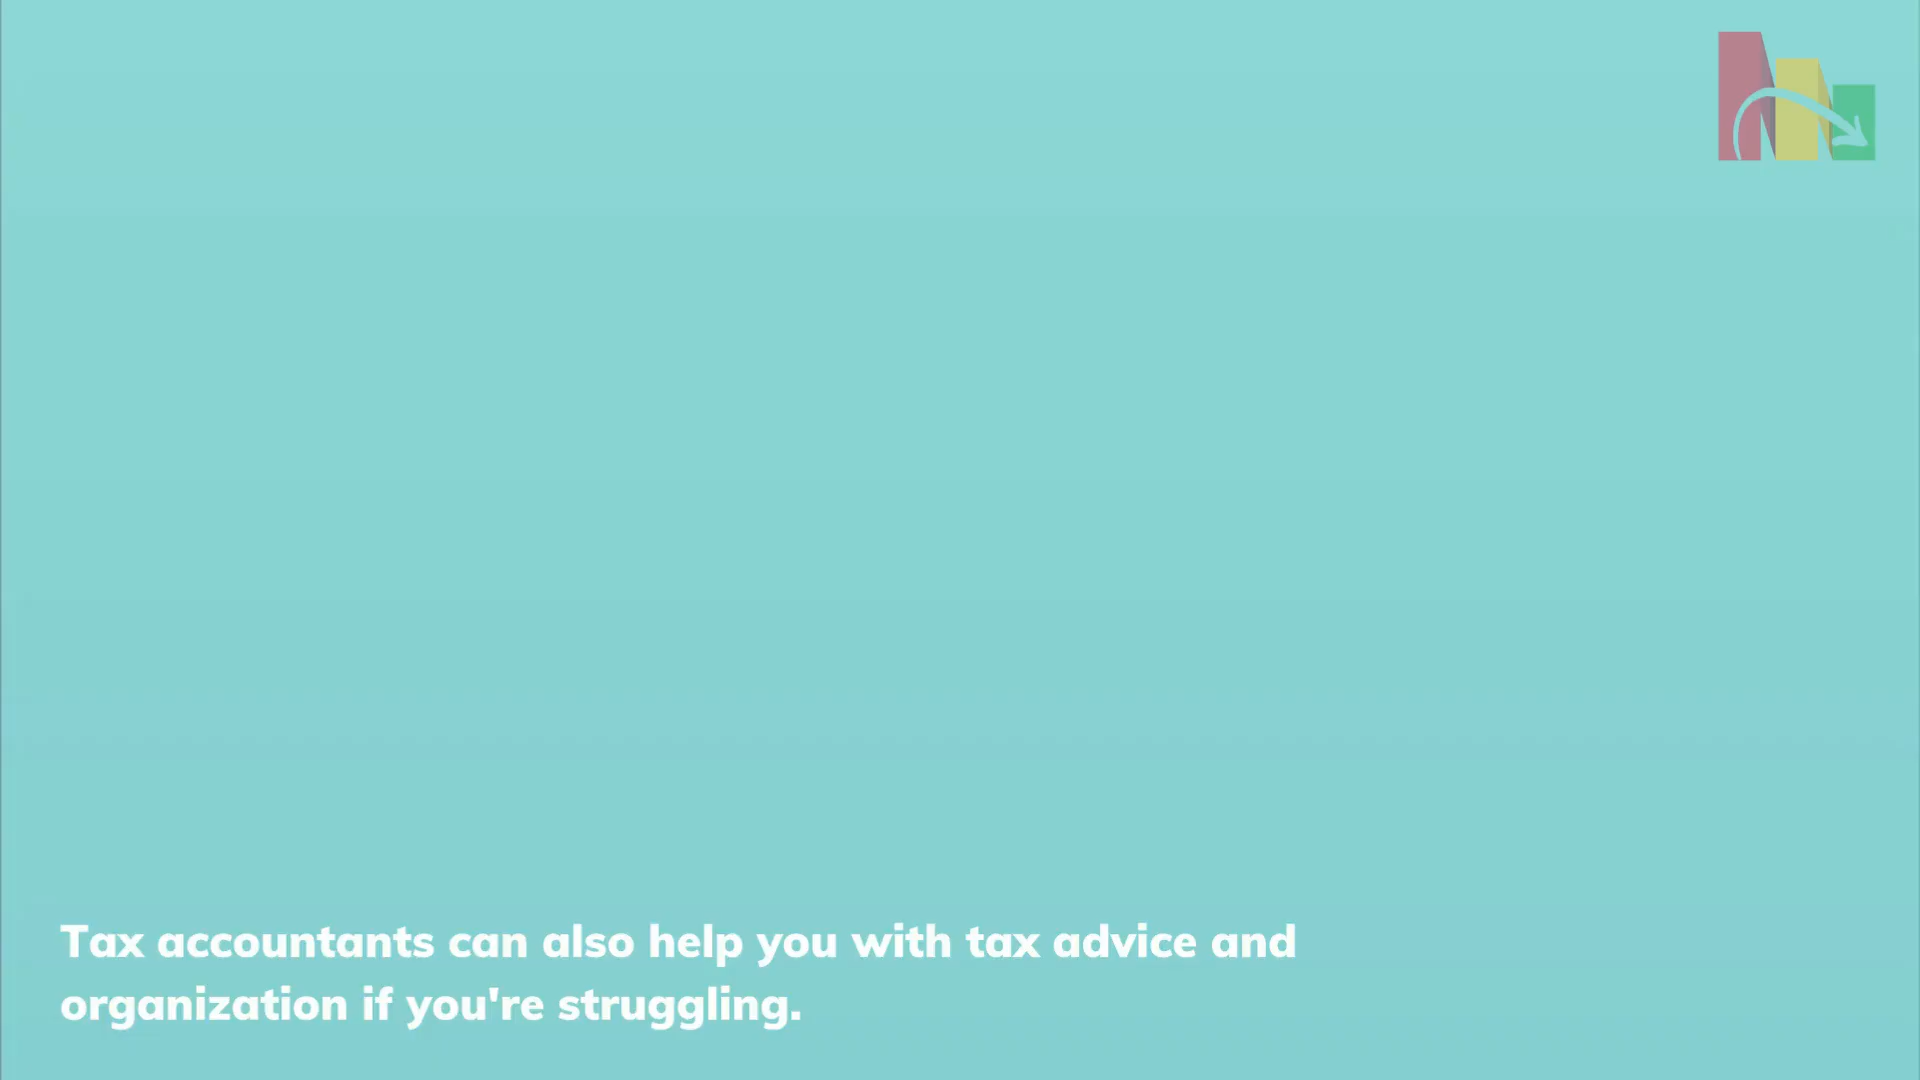 Tax accountants can also help you with tax advice and
organization if you're struggling.